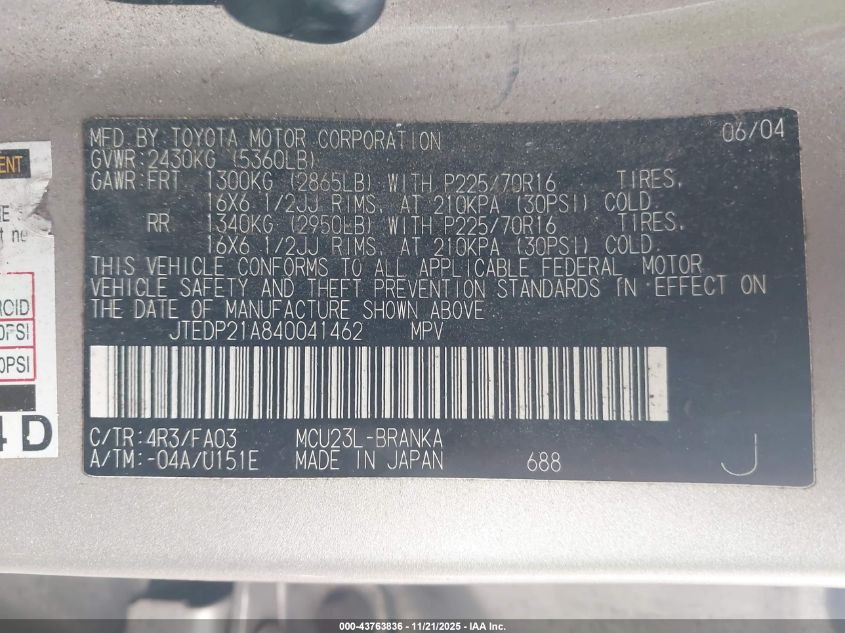 MFD. BY TOYOTA MOTOR CORPORATION 06/04
GVWR: 2430KG (5360LB)
GAWR: FRT 1300KG (2865LB) WITH P225/70R16 TIRES,
16X6 1/2JJ RIMS, AT 210KPA (30PSI) COLD.
RR 1340KG (2950LB) WITH P225/70R16 TIRES,
16X6 1/2JJ RIMS, AT 210KPA (30PSI) COLD.
THIS VEHICLE CONFORMS TO ALL APPLICABLE FEDERAL MOTOR
VEHICLE SAFETY AND THEFT PREVENTION STANDARDS IN EFFECT ON
THE DATE OF MANUFACTURE SHOWN ABOVE.
JTEDP21A840041462 MPV
C/TR: 4R3/FA03 MCU23L-BRANKA
A/TM: -04A/U151E MADE IN JAPAN 688 J
4D
000-43763836 - 11/21/2025 - IAA Inc.